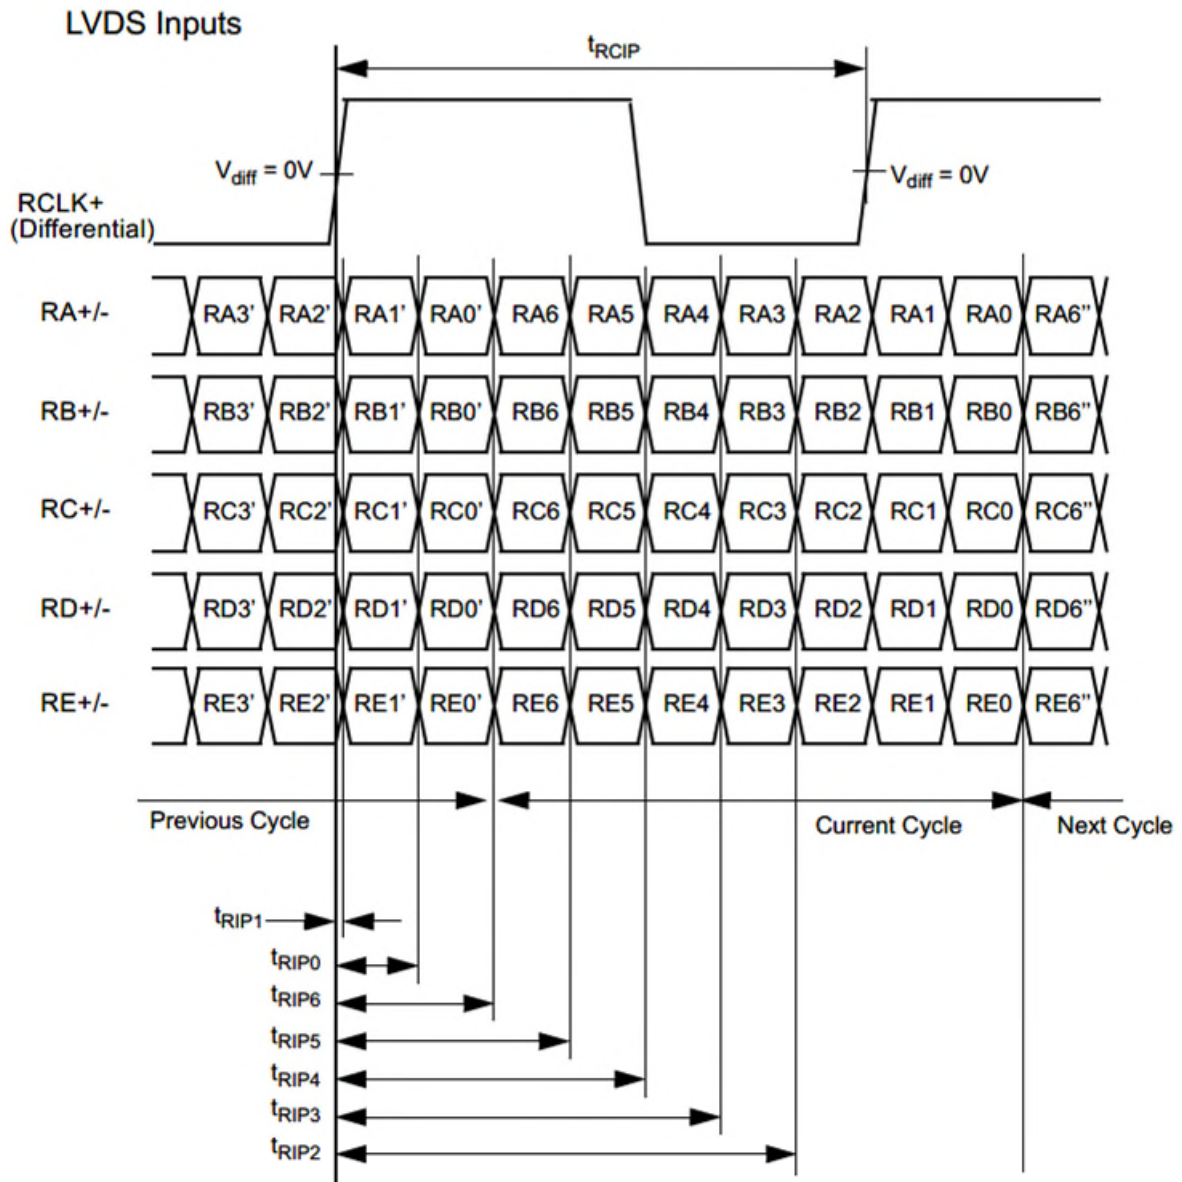 LVDS Inputs
tRCIP
Vdiff = 0V
Vdiff = 0V
RCLK+
(Differential)
RA+/- RA3' RA2' RA1' RA0' RA6 RA5 RA4 RA3 RA2 RA1 RA0 RA6"
RB+/- RB3' RB2' RB1' RB0' RB6 RB5 RB4 RB3 RB2 RB1 RB0 RB6"
RC+/- RC3' RC2' RC1' RC0' RC6 RC5 RC4 RC3 RC2 RC1 RC0 RC6"
RD+/- RD3' RD2' RD1' RD0' RD6 RD5 RD4 RD3 RD2 RD1 RD0 RD6"
RE+/- RE3' RE2' RE1' RE0' RE6 RE5 RE4 RE3 RE2 RE1 RE0 RE6"
Previous Cycle Current Cycle Next Cycle
tRIP1
tRIP0
tRIP6
tRIP5
tRIP4
tRIP3
tRIP2